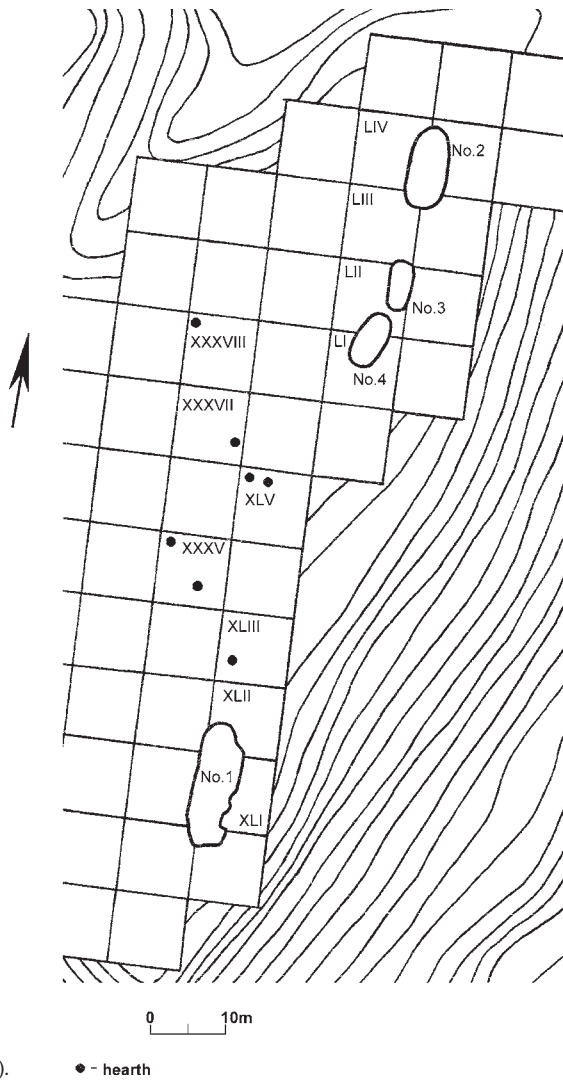 LIV
No.2
LIII
LII
No.3
XXXVIII
LI
No.4
XXXVII
XLV
XXXV
XLIII
XLII
No.1
XLI
0 10m
).
- hearth